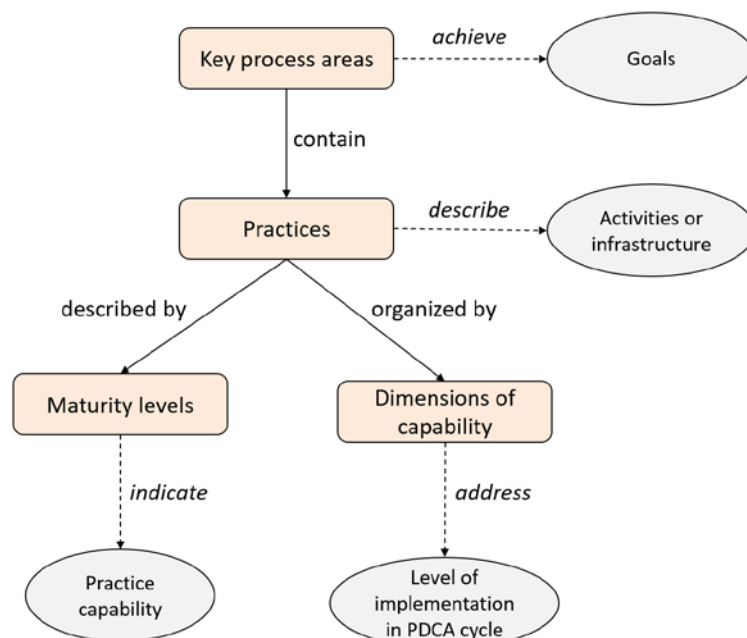 achieve
Key process areas
Goals
contain
describe
Practices
Activities or
infrastructure
described by
organized by
Maturity levels
Dimensions of
capability
indicate
address
Practice
capability
Level of
implementation
in PDCA cycle